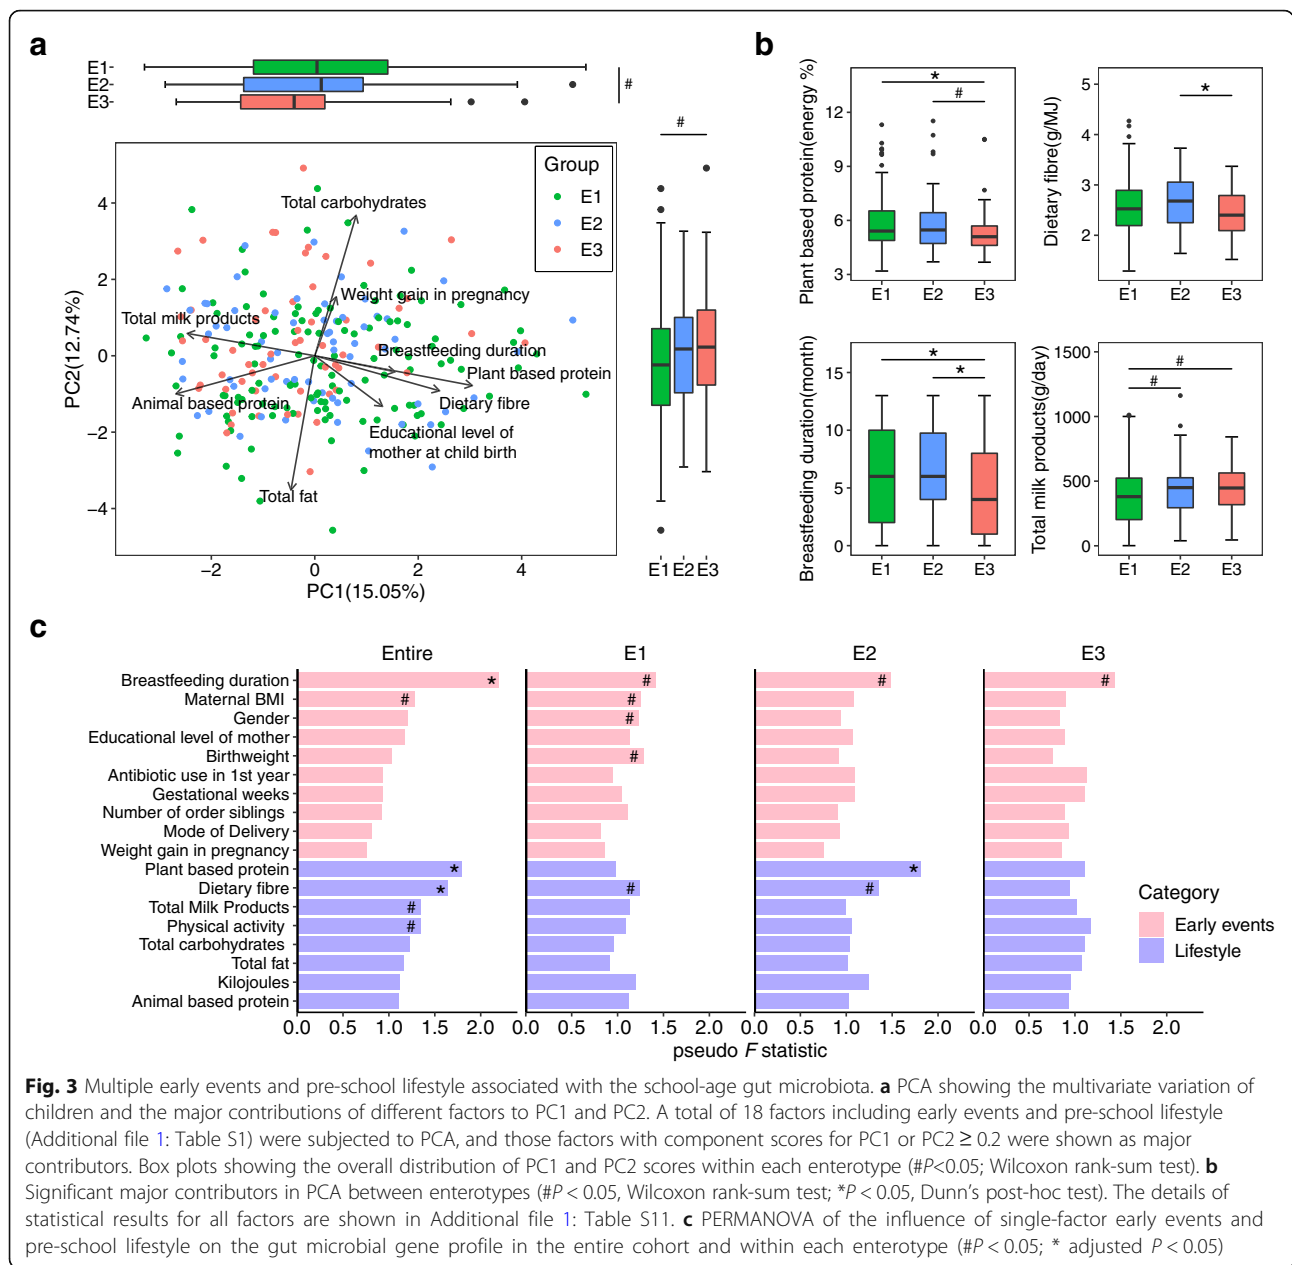 a
E1
E2
E3
#
#
Group
E1
E2
E3
Total carbohydrates
Weight gain in pregnancy
Total milk products
Breastfeeding duration
Plant based protein
Animal based protein
Dietary fibre
Educational level of
mother at child birth
Total fat
PC2(12.74%)
4
2
0
−2
−4
−2 0 2 4
PC1(15.05%)
E1 E2 E3
b
Plant based protein(energy %)
12
9
6
3
*
#
E1 E2 E3
Dietary fibre(g/MJ)
5
4
3
2
*
E1 E2 E3
Breastfeeding duration(month)
15
10
5
0
*
*
E1 E2 E3
Total milk products(g/day)
1500
1000
500
0
#
#
E1 E2 E3
c
Entire E1 E2 E3
Breastfeeding duration * # # #
Maternal BMI # #
Gender #
Educational level of mother
Birthweight #
Antibiotic use in 1st year
Gestational weeks
Number of order siblings
Mode of Delivery
Weight gain in pregnancy
Plant based protein * *
Dietary fibre * # #
Total Milk Products #
Physical activity #
Total carbohydrates
Total fat
Kilojoules
Animal based protein
0.0 0.5 1.0 1.5 2.0 0.0 0.5 1.0 1.5 2.0 0.0 0.5 1.0 1.5 2.0 0.0 0.5 1.0 1.5 2.0
pseudo F statistic
Category
Early events
Lifestyle
Fig. 3 Multiple early events and pre-school lifestyle associated with the school-age gut microbiota. a PCA showing the multivariate variation of
children and the major contributions of different factors to PC1 and PC2. A total of 18 factors including early events and pre-school lifestyle
(Additional file 1: Table S1) were subjected to PCA, and those factors with component scores for PC1 or PC2 ≥ 0.2 were shown as major
contributors. Box plots showing the overall distribution of PC1 and PC2 scores within each enterotype (#P<0.05; Wilcoxon rank-sum test). b
Significant major contributors in PCA between enterotypes (#P < 0.05, Wilcoxon rank-sum test; *P < 0.05, Dunn's post-hoc test). The details of
statistical results for all factors are shown in Additional file 1: Table S11. c PERMANOVA of the influence of single-factor early events and
pre-school lifestyle on the gut microbial gene profile in the entire cohort and within each enterotype (#P < 0.05; * adjusted P < 0.05)